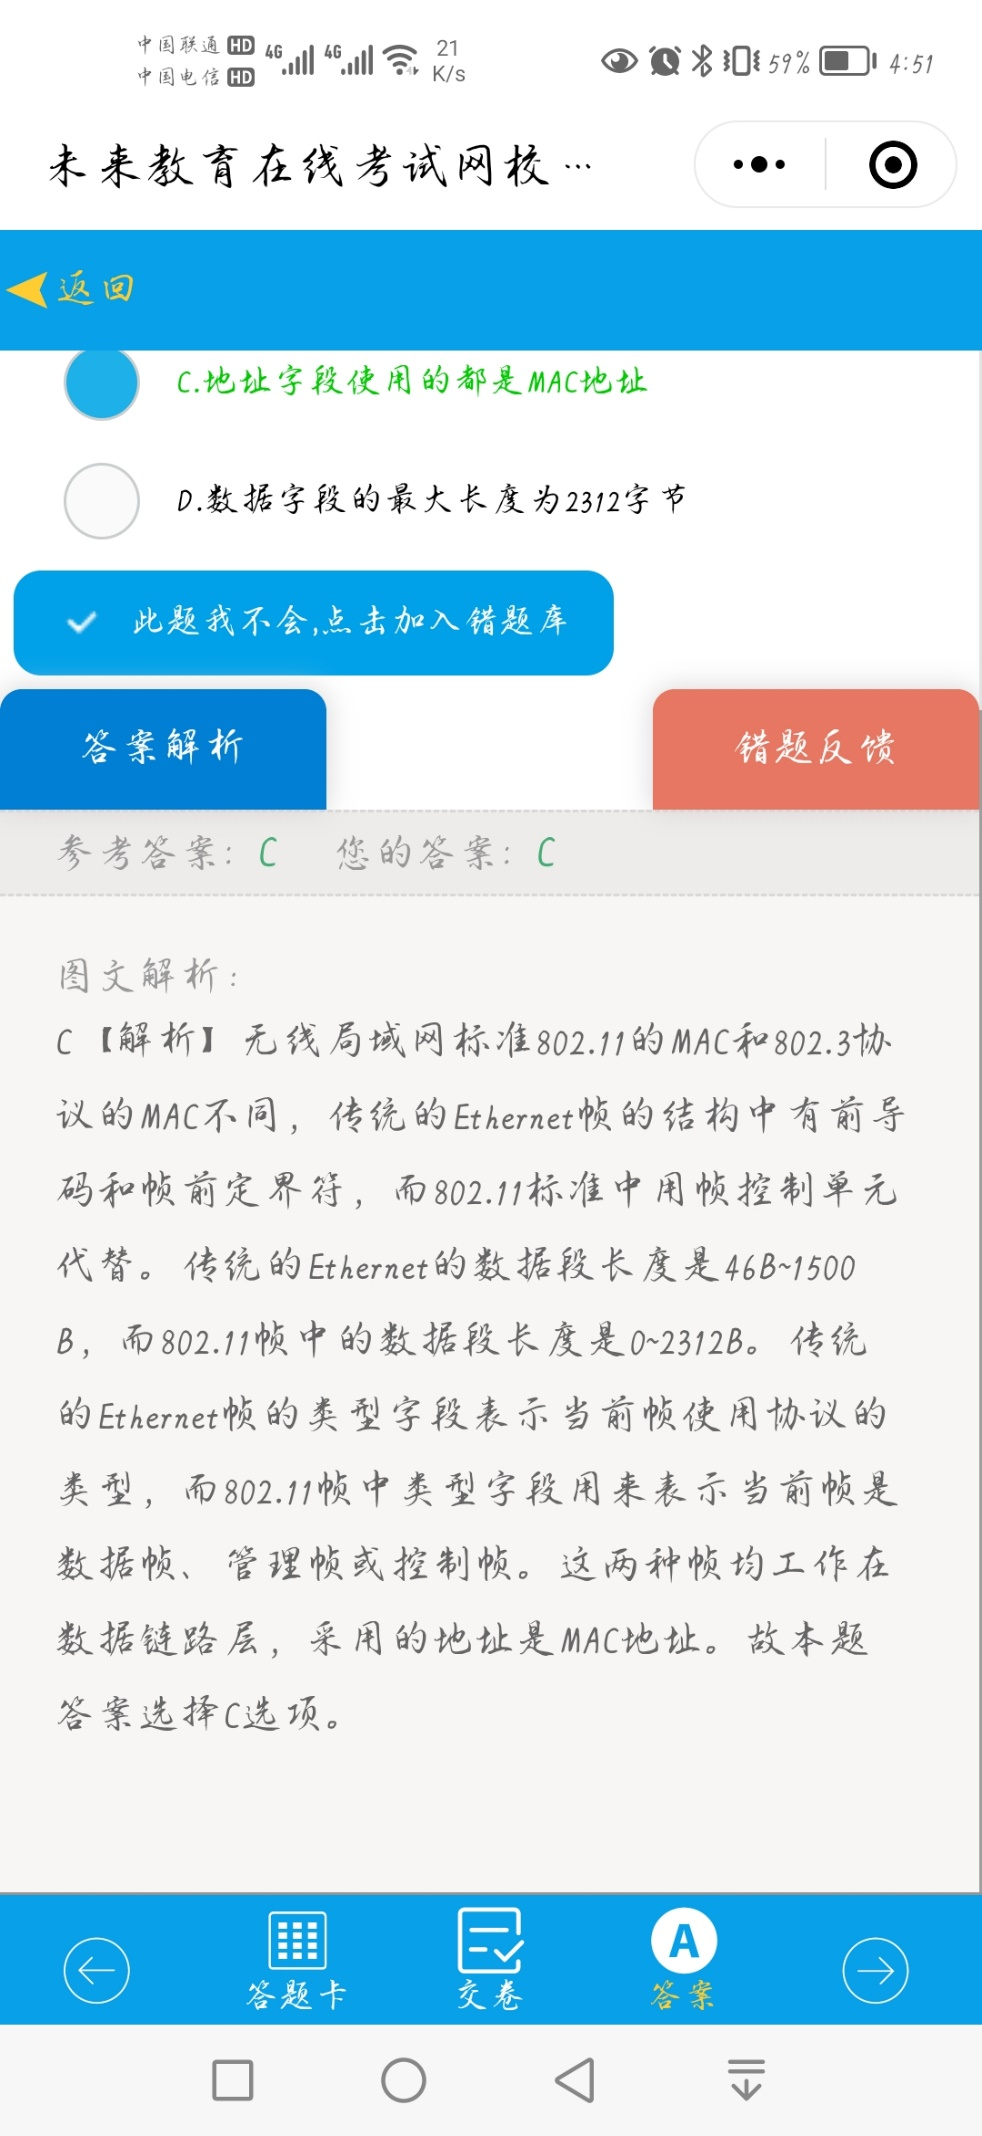 中国联通 HD 4G 4G 21
中国电信 HD K/s 59% 4:51
未来教育在线考试网校 ···
返回
C.地址字段使用的都是MAC地址
D.数据字段的最大长度为2312字节
此题我不会,点击加入错题库
答案解析 错题反馈
参考答案: C 您的答案: C
图文解析:
C【解析】无线局域网标准802.11的MAC和802.3协
议的MAC不同，传统的Ethernet帧的结构中有前导
码和帧前定界符，而802.11标准中用帧控制单元
代替。传统的Ethernet的数据段长度是46B~1500
B，而802.11帧中的数据段长度是0~2312B。传统
的Ethernet帧的类型字段表示当前帧使用协议的
类型，而802.11帧中类型字段用来表示当前帧是
数据帧、管理帧或控制帧。这两种帧均工作在
数据链路层，采用的地址是MAC地址。故本题
答案选择C选项。
A
答题卡 交卷 答案